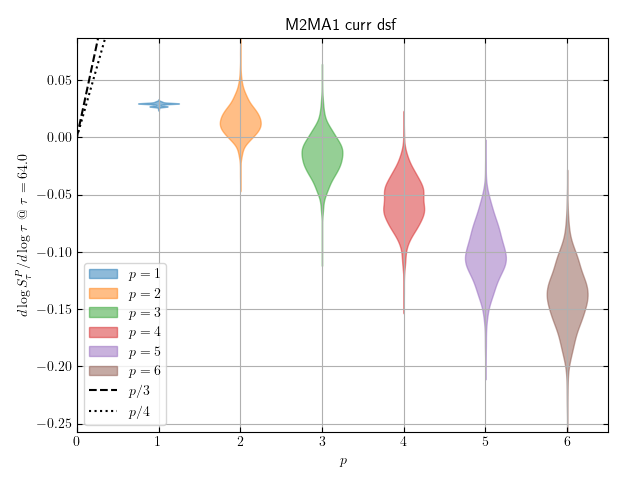 M2MA1 curr dsf
d log S_τ^P / d log τ @ τ = 64.0
0.05
0.00
−0.05
−0.10
−0.15
−0.20
−0.25
p = 1
p = 2
p = 3
p = 4
p = 5
p = 6
p/3
p/4
0 1 2 3 4 5 6
p